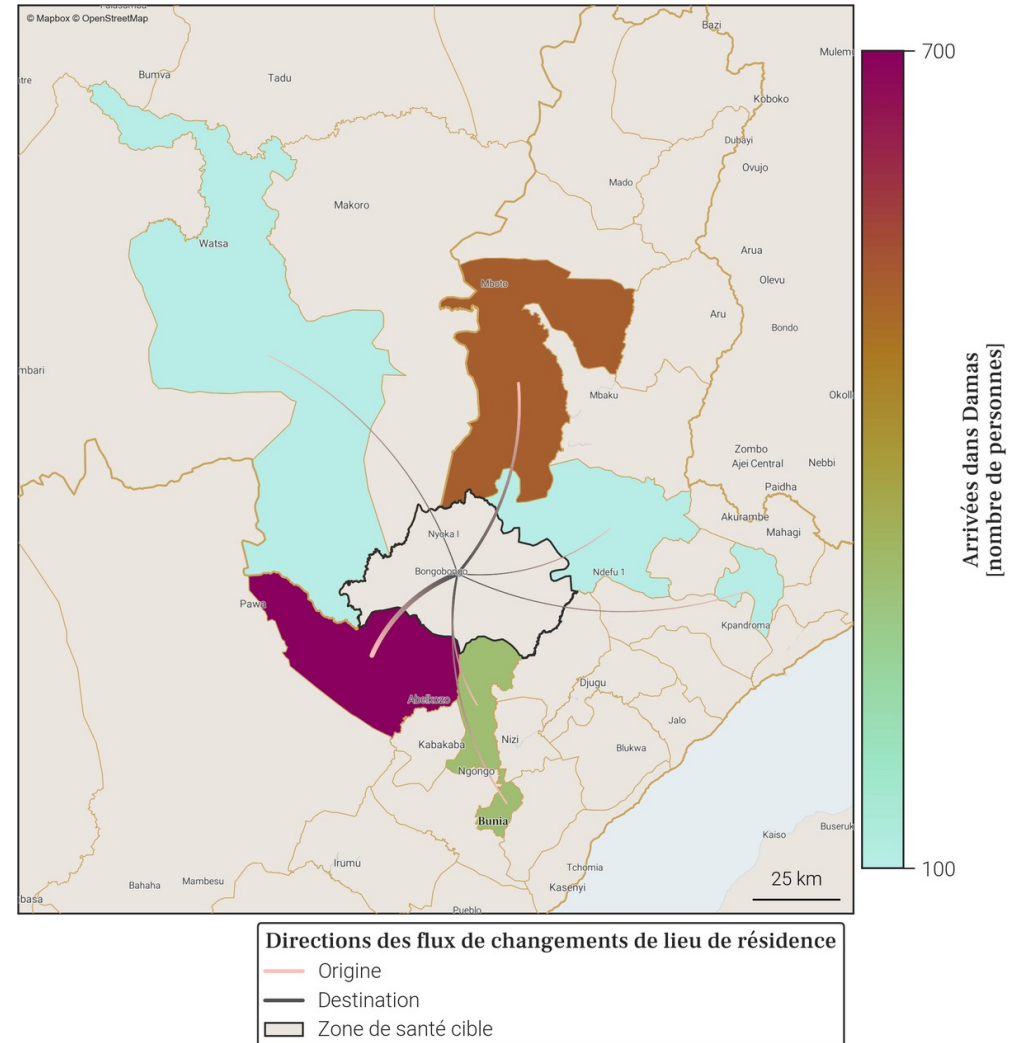 © Mapbox © OpenStreetMap
Bazi
Mulem
Bumva
Tadu
Koboko
Dubayi
Ovujo
Mado
Makoro
Watsa
Arua
Olevu
Mboto
Aru
Bondo
mbari
Mbaku
Okoll
Zombo
Ajei Central
Nebbi
Paidha
Akurambe
Mahagi
Nyoka I
Bongobongo
Ndefu 1
Pawa
Kpandroma
Djugu
Abelkozo
Jalo
Kabakaba
Nizi
Blukwa
Ngongo
Bunia
Kaiso
Buseruk
Irumu
Tchomia
Kasenyi
Bahaha
Mambesu
basa
Pueblo
25 km
700
100
Arrivées dans Damas
[nombre de personnes]
Directions des flux de changements de lieu de résidence
Origine
Destination
Zone de santé cible